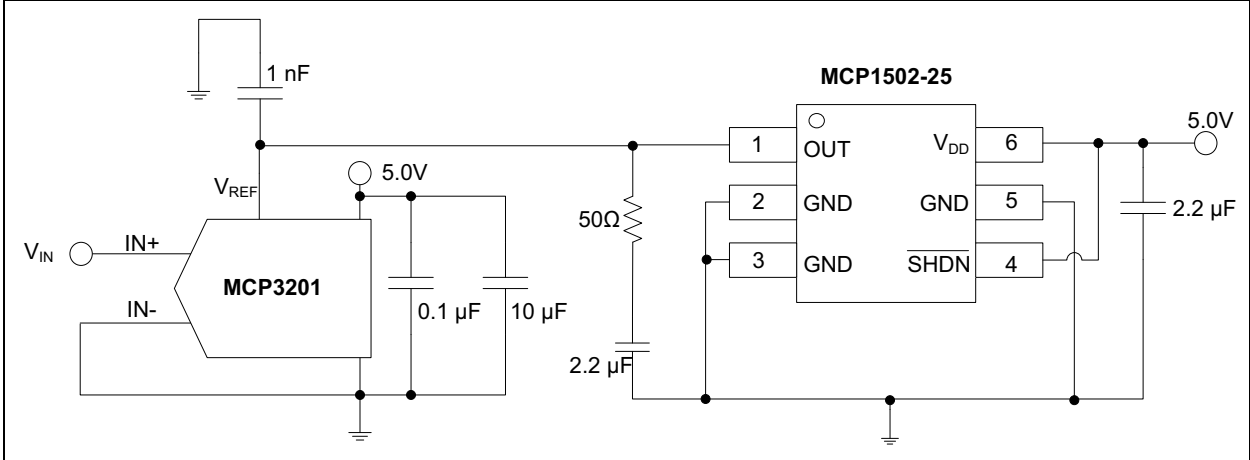 1 nF
MCP1502-25
5.0V
1
OUT
V_DD
6
5.0V
V_REF
50Ω
2
GND
GND
5
2.2 µF
V_IN
IN+
3
GND
SHDN
4
MCP3201
IN-
0.1 µF
10 µF
2.2 µF